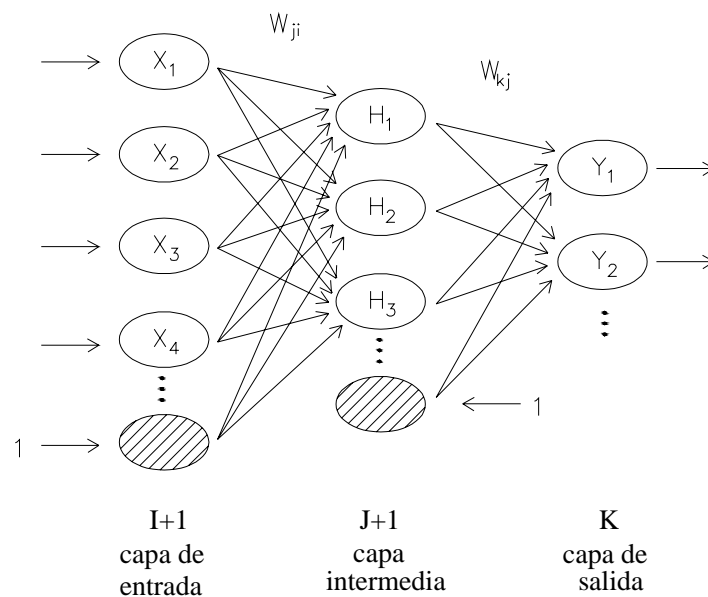 W_ji
W_kj
X_1
X_2
X_3
X_4
1
H_1
H_2
H_3
1
Y_1
Y_2
I+1
capa de
entrada
J+1
capa
intermedia
K
capa de
salida